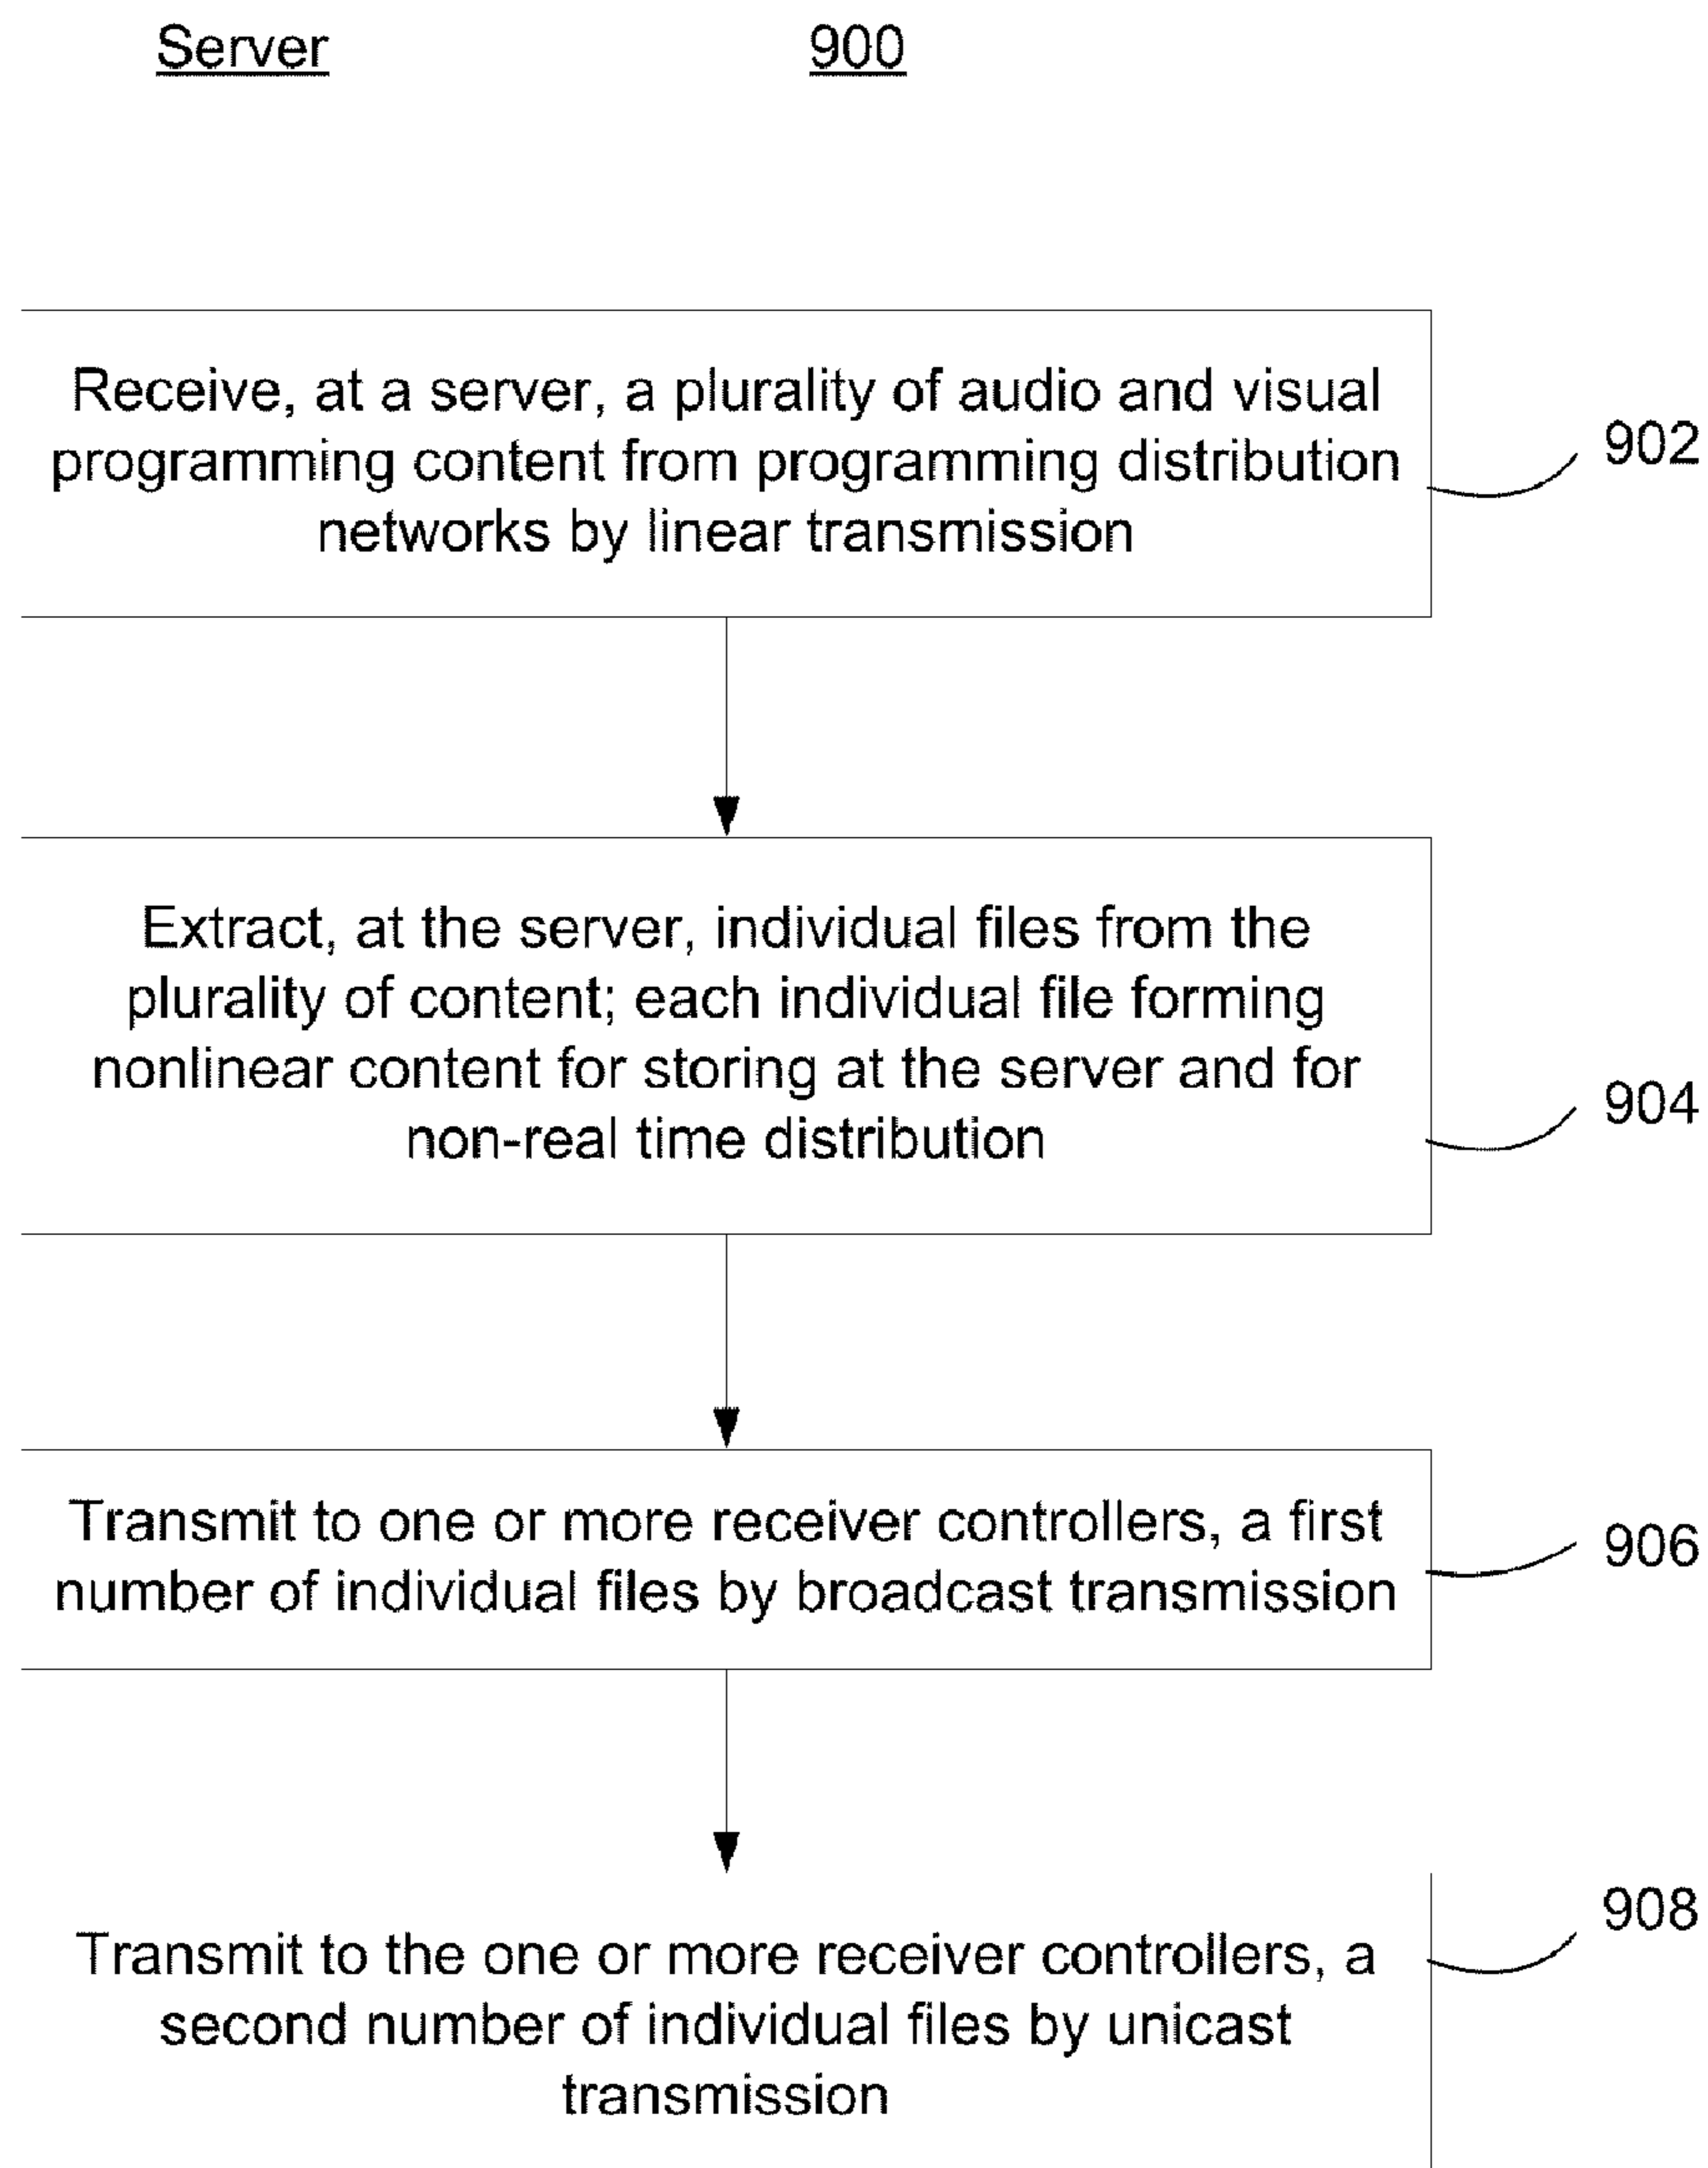 Server
900
Receive, at a server, a plurality of audio and visual
programming content from programming distribution
networks by linear transmission
902
Extract, at the server, individual files from the
plurality of content; each individual file forming
nonlinear content for storing at the server and for
non-real time distribution
904
Transmit to one or more receiver controllers, a first
number of individual files by broadcast transmission
906
Transmit to the one or more receiver controllers, a
second number of individual files by unicast
transmission
908